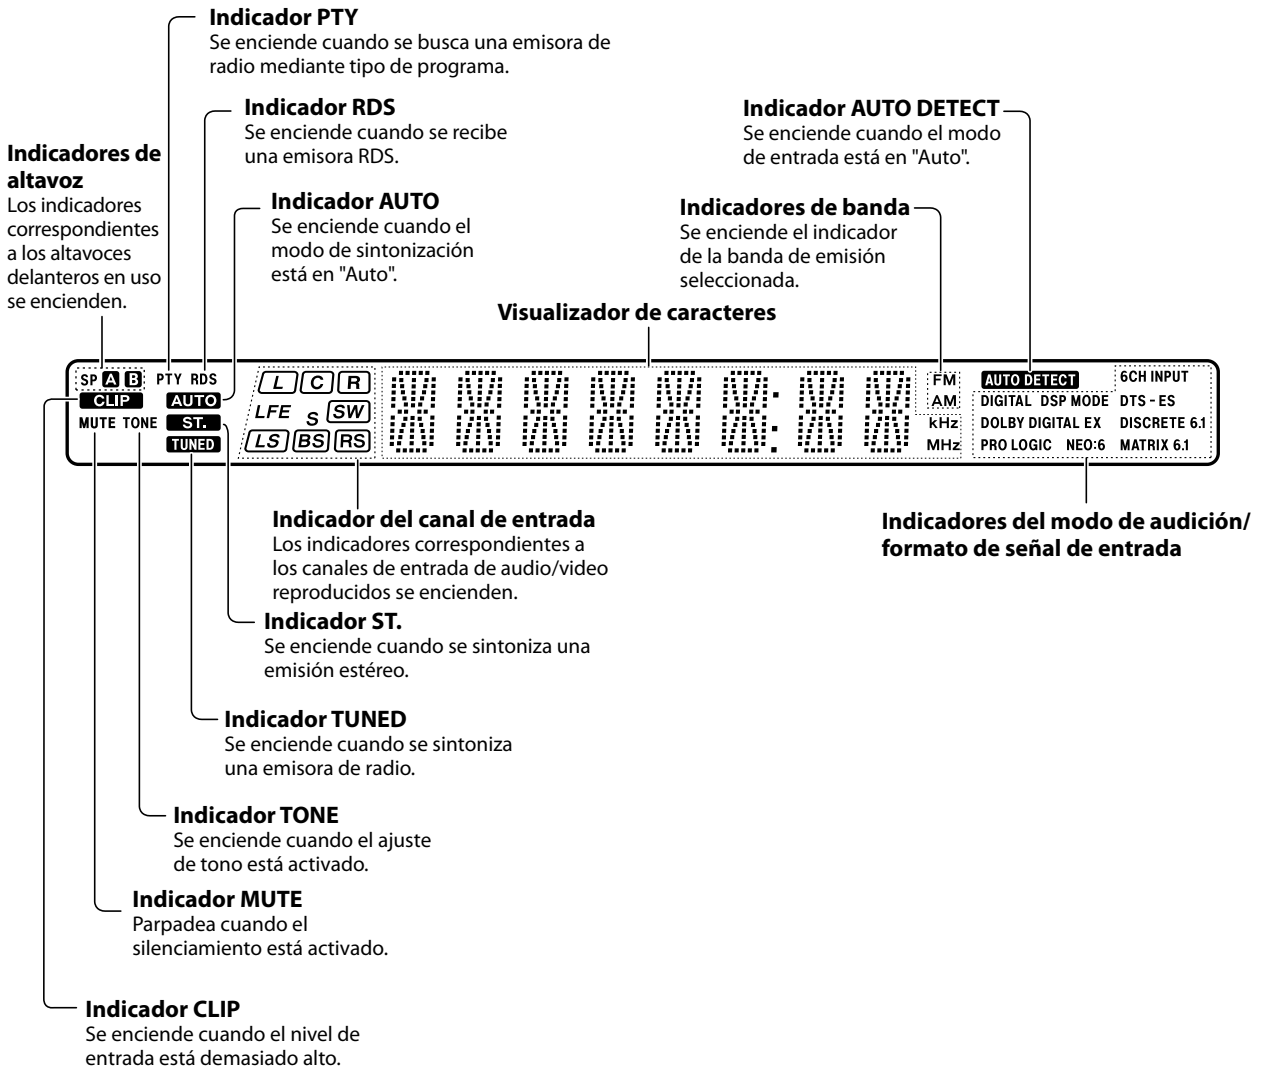 Indicador PTY
Se enciende cuando se busca una emisora de
radio mediante tipo de programa.
Indicador RDS
Se enciende cuando se recibe
una emisora RDS.
Indicador AUTO DETECT
Se enciende cuando el modo
de entrada está en "Auto".
Indicadores de
altavoz
Los indicadores
correspondientes
a los altavoces
delanteros en uso
se encienden.
Indicador AUTO
Se enciende cuando el
modo de sintonización
está en "Auto".
Indicadores de banda
Se enciende el indicador
de la banda de emisión
seleccionada.
Visualizador de caracteres
SP A B PTY RDS
CLIP AUTO
MUTE TONE ST.
TUNED
L C R
LFE S SW
LS BS RS
FM
AM
kHz
MHz
AUTO DETECT 6CH INPUT
DIGITAL DSP MODE DTS-ES
DOLBY DIGITAL EX DISCRETE 6.1
PRO LOGIC NEO:6 MATRIX 6.1
Indicador del canal de entrada
Los indicadores correspondientes a
los canales de entrada de audio/video
reproducidos se encienden.
Indicadores del modo de audición/
formato de señal de entrada
Indicador ST.
Se enciende cuando se sintoniza una
emisión estéreo.
Indicador TUNED
Se enciende cuando se sintoniza
una emisora de radio.
Indicador TONE
Se enciende cuando el ajuste
de tono está activado.
Indicador MUTE
Parpadea cuando el
silenciamiento está activado.
Indicador CLIP
Se enciende cuando el nivel de
entrada está demasiado alto.